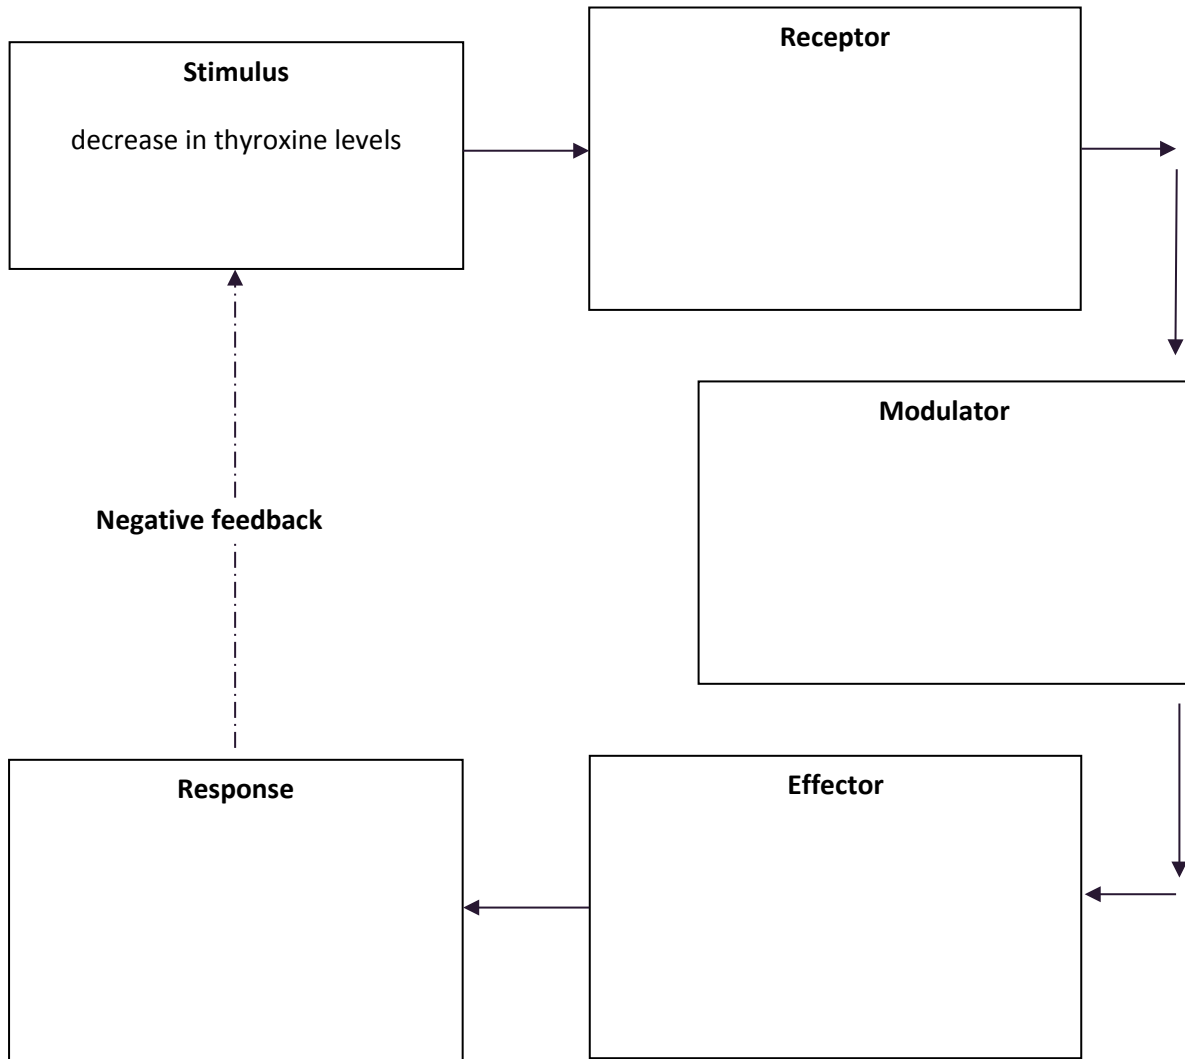 Stimulus
decrease in thyroxine levels
Receptor
Modulator
Negative feedback
Response
Effector